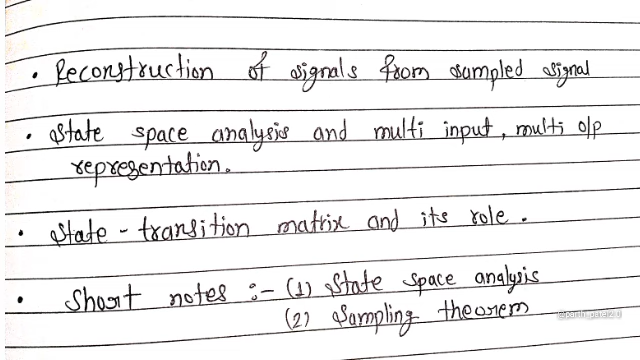 • Reconstruction of signals from sampled signal
• State space analysis and multi input, multi o/p
representation.
• State - transition matrix and its role.
• Short notes :- (1) State space analysis
(2) Sampling theorem